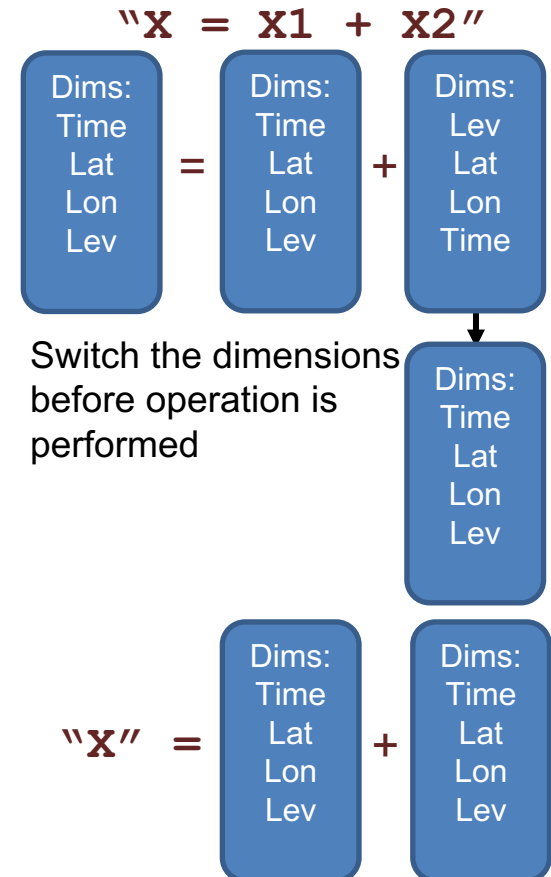 "X = X1 + X2"
Dims:
Time
Lat
Lon
Lev
=
Dims:
Time
Lat
Lon
Lev
+
Dims:
Lev
Lat
Lon
Time
Switch the dimensions
before operation is
performed
Dims:
Time
Lat
Lon
Lev
"X" =
Dims:
Time
Lat
Lon
Lev
+
Dims:
Time
Lat
Lon
Lev